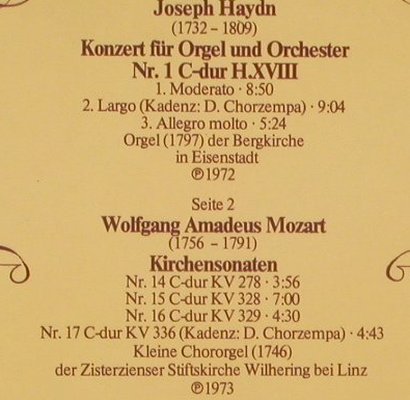 Joseph Haydn
(1732 – 1809)
Konzert für Orgel und Orchester
Nr. 1 C-dur H.XVIII
1. Moderato · 8:50
2. Largo (Kadenz: D. Chorzempa) · 9:04
3. Allegro molto · 5:24
Orgel (1797) der Bergkirche
in Eisenstadt
℗1972
Seite 2
Wolfgang Amadeus Mozart
(1756 – 1791)
Kirchensonaten
Nr. 14 C-dur KV 278 · 3:56
Nr. 15 C-dur KV 328 · 7:00
Nr. 16 C-dur KV 329 · 4:30
Nr. 17 C-dur KV 336 (Kadenz: D. Chorzempa) · 4:43
Kleine Chororgel (1746)
der Zisterzienser Stiftskirche Wilhering bei Linz
℗1973